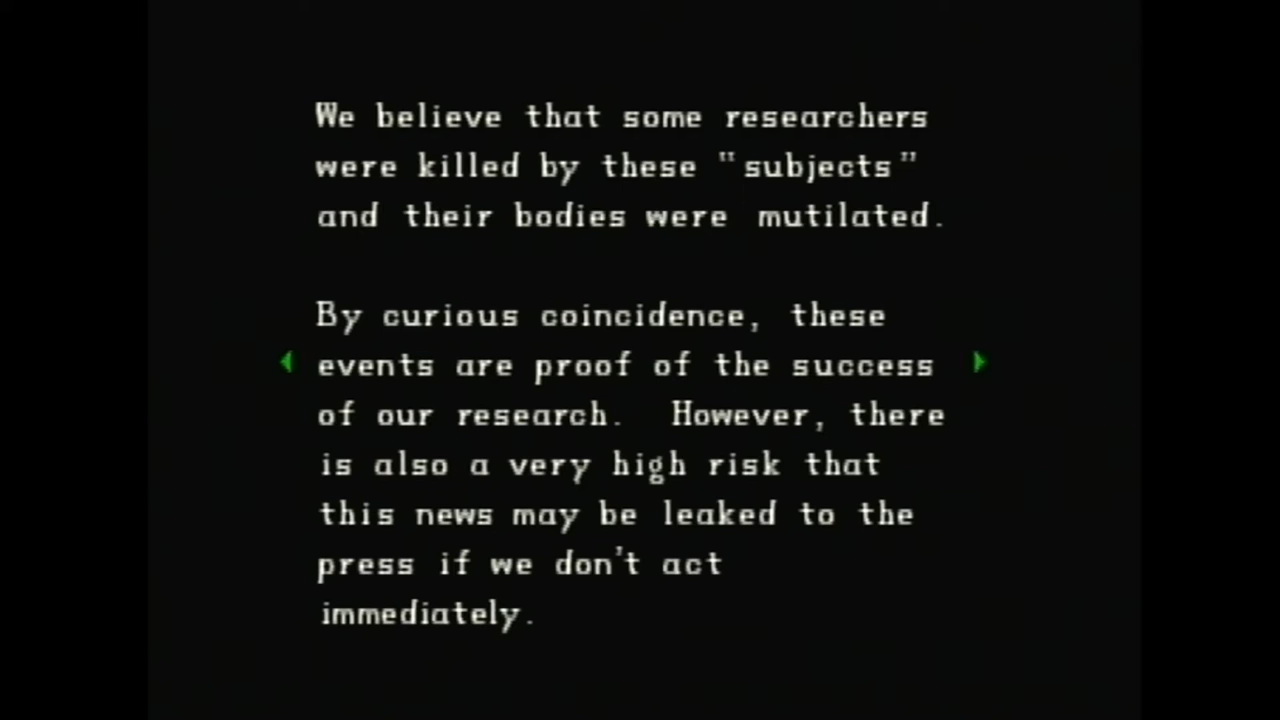 We believe that some researchers
were killed by these "subjects"
and their bodies were mutilated.
By curious coincidence, these
events are proof of the success
of our research. However, there
is also a very high risk that
this news may be leaked to the
press if we don't act
immediately.